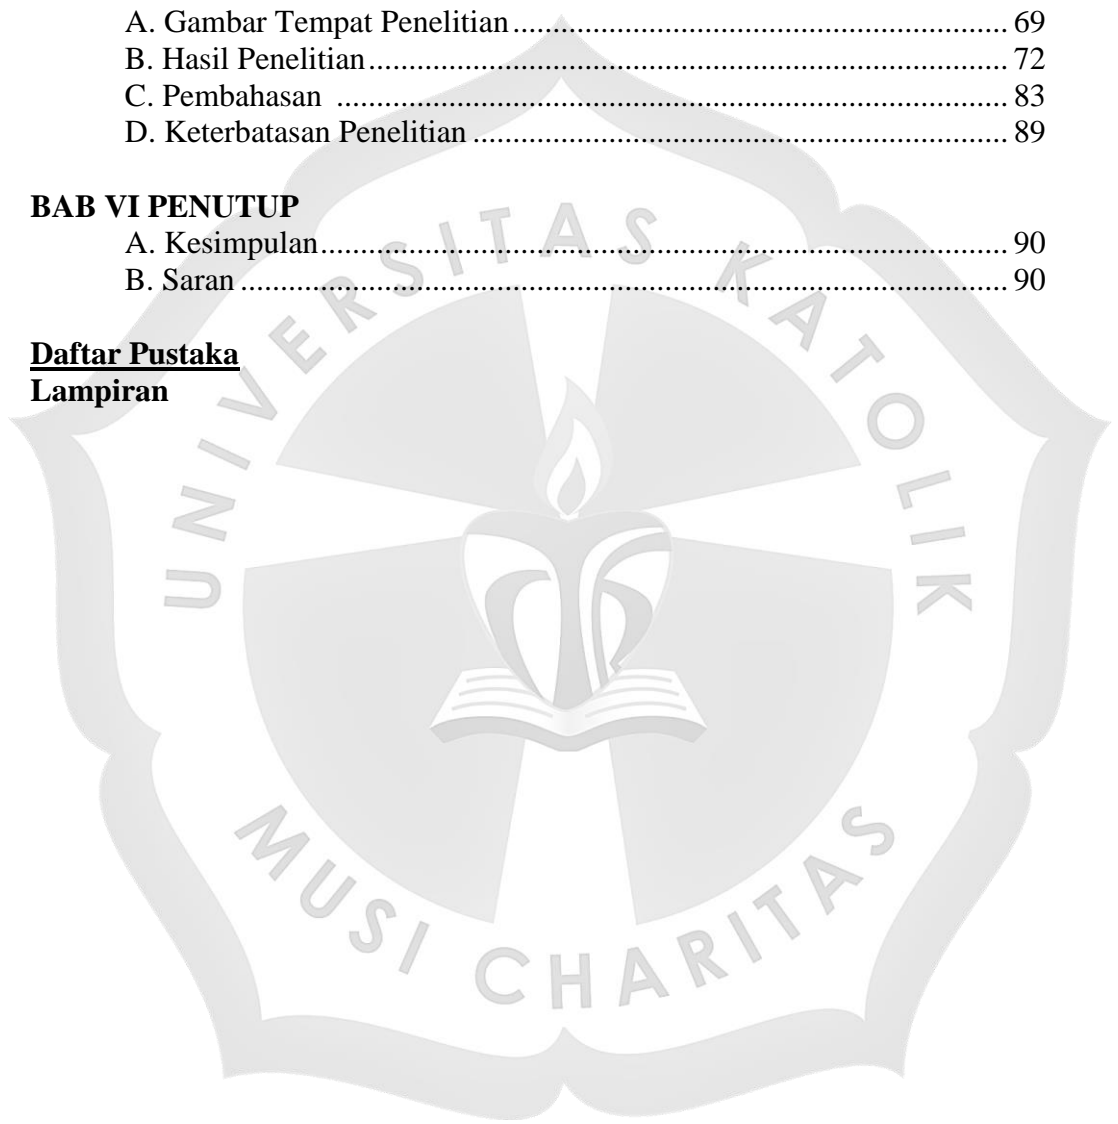 A. Gambar Tempat Penelitian ............................................................. 69
B. Hasil Penelitian ............................................................................... 72
C. Pembahasan ................................................................................... 83
D. Keterbatasan Penelitian .................................................................. 89
BAB VI PENUTUP
A. Kesimpulan ..................................................................................... 90
B. Saran ............................................................................................... 90
Daftar Pustaka
Lampiran
UNIVERSITAS KATOLIK
MUSI CHARITAS